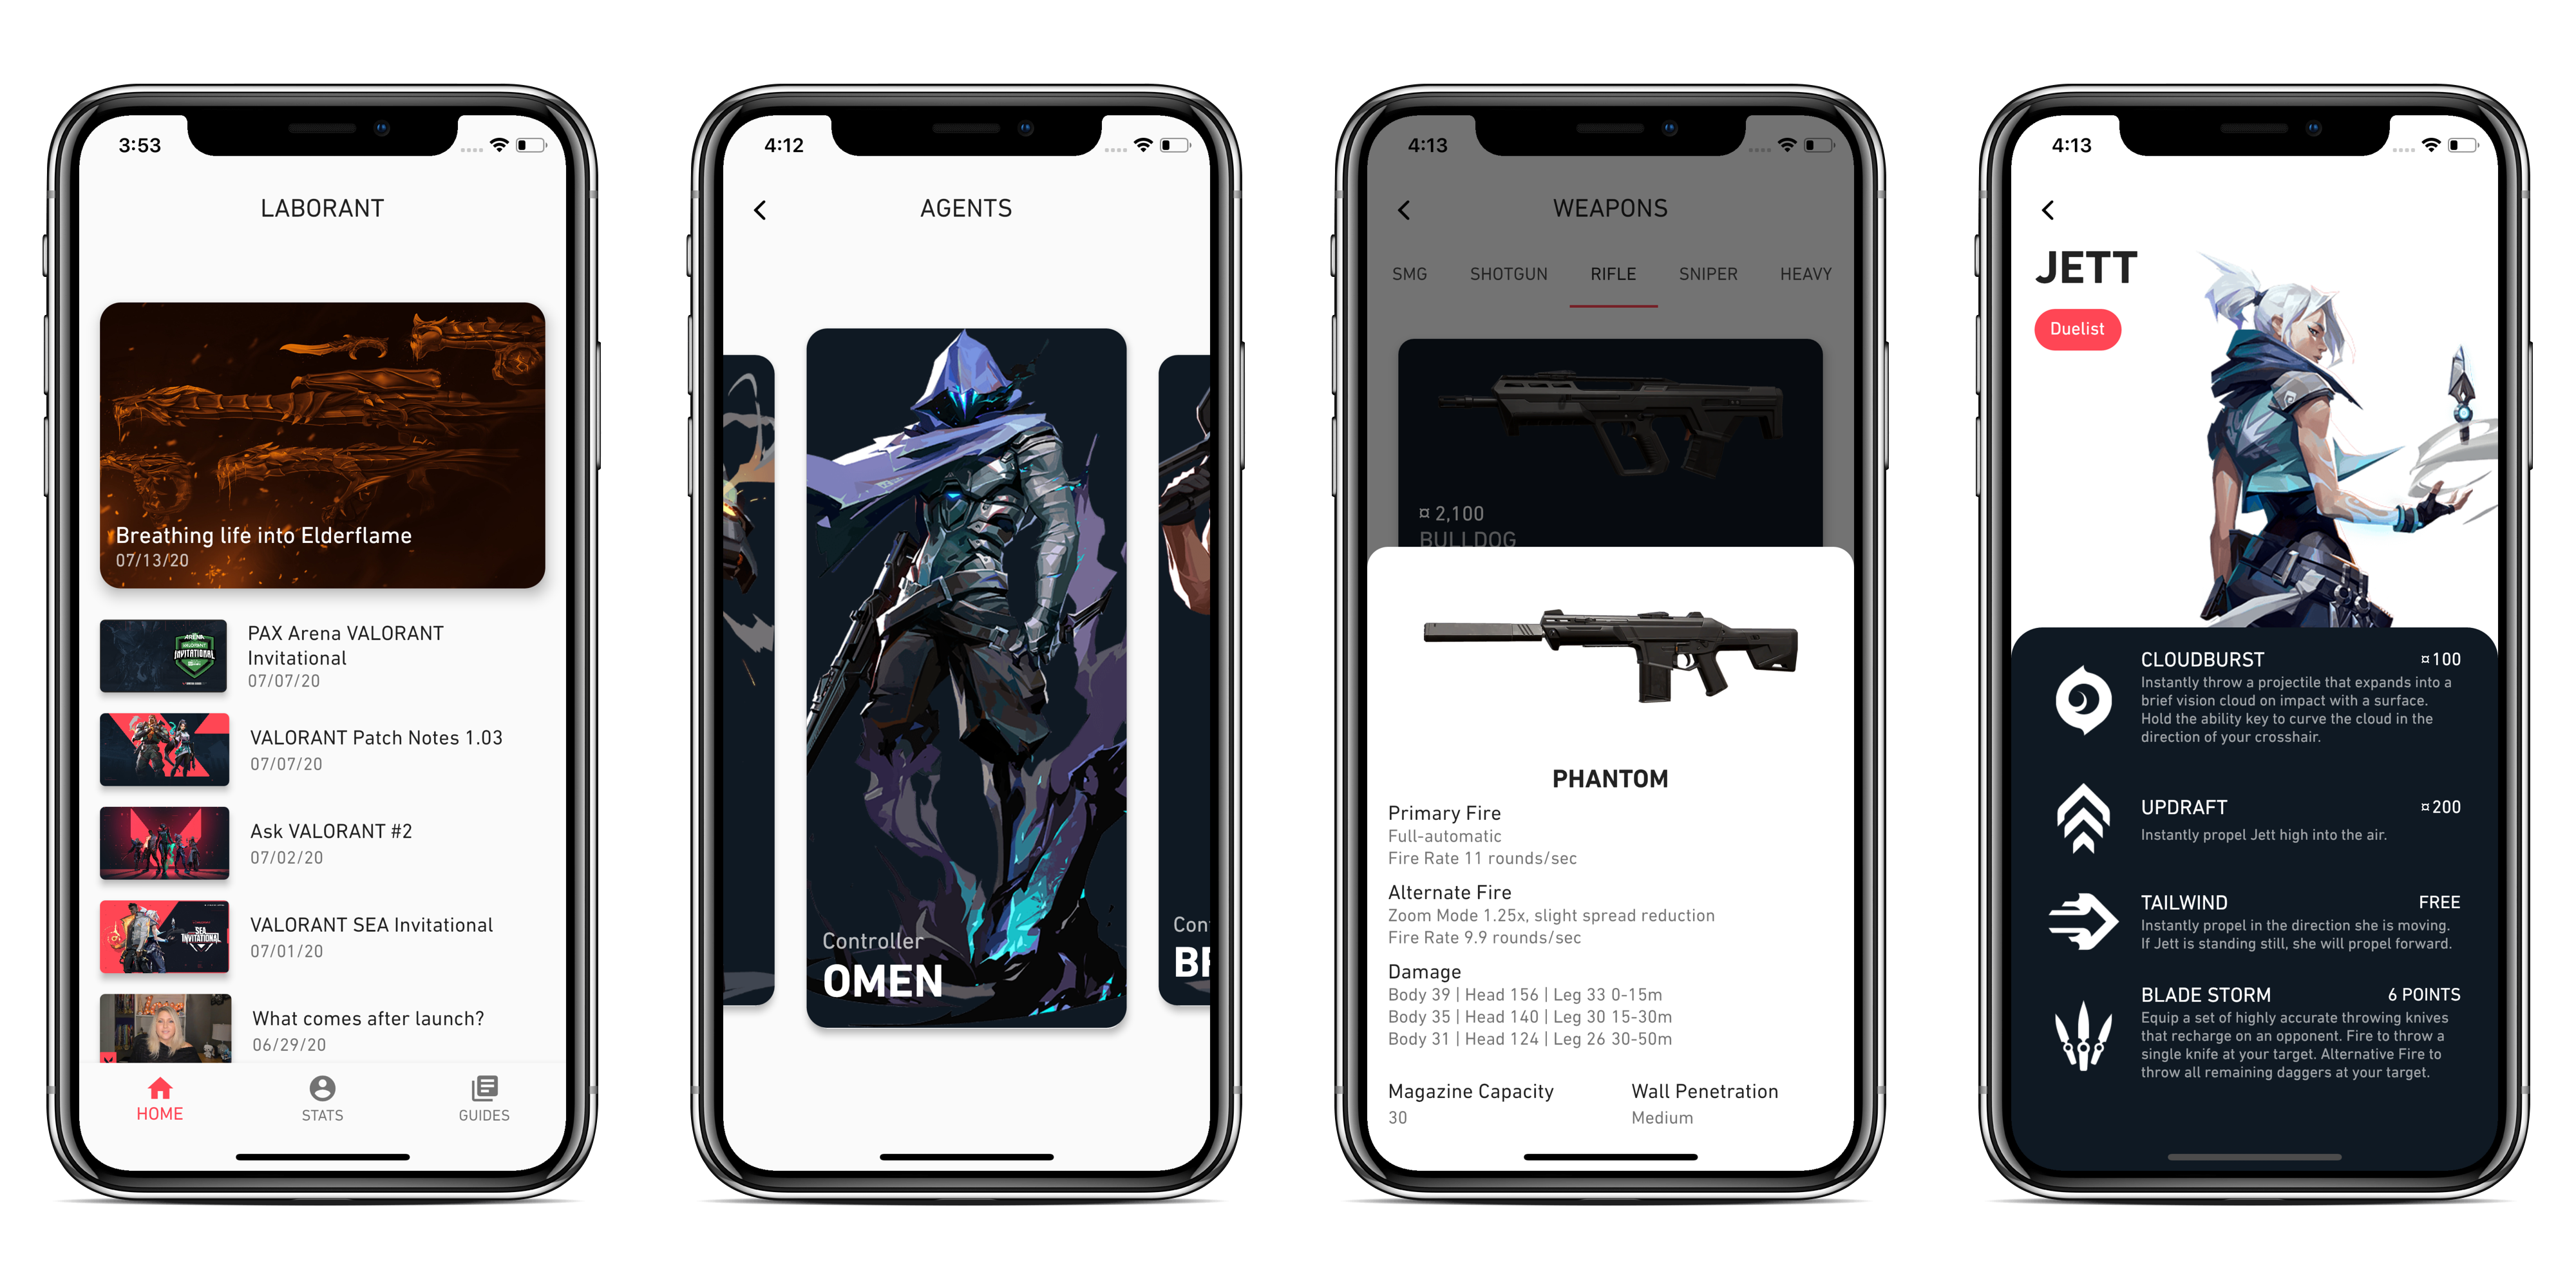 3:53
LABORANT
Breathing life into Elderflame
07/13/20
ARENA
VALORANT
INVITATIONAL
PAX Arena VALORANT
Invitational
07/07/20
VALORANT Patch Notes 1.03
07/07/20
Ask VALORANT #2
07/02/20
SEA
INVITATIONAL
VALORANT SEA Invitational
07/01/20
What comes after launch?
06/29/20
HOME
STATS
GUIDES
4:12
AGENTS
Controller
OMEN
Con
BR
4:13
WEAPONS
SMG
SHOTGUN
RIFLE
SNIPER
HEAVY
¤ 2,100
BULLDOG
PHANTOM
Primary Fire
Full-automatic
Fire Rate 11 rounds/sec
Alternate Fire
Zoom Mode 1.25x, slight spread reduction
Fire Rate 9.9 rounds/sec
Damage
Body 39 | Head 156 | Leg 33 0-15m
Body 35 | Head 140 | Leg 30 15-30m
Body 31 | Head 124 | Leg 26 30-50m
Magazine Capacity
30
Wall Penetration
Medium
4:13
JETT
Duelist
CLOUDBURST ¤100
Instantly throw a projectile that expands into a
brief vision cloud on impact with a surface.
Hold the ability key to curve the cloud in the
direction of your crosshair.
UPDRAFT ¤200
Instantly propel Jett high into the air.
TAILWIND FREE
Instantly propel in the direction she is moving.
If Jett is standing still, she will propel forward.
BLADE STORM 6 POINTS
Equip a set of highly accurate throwing knives
that recharge on an opponent. Fire to throw a
single knife at your target. Alternative Fire to
throw all remaining daggers at your target.